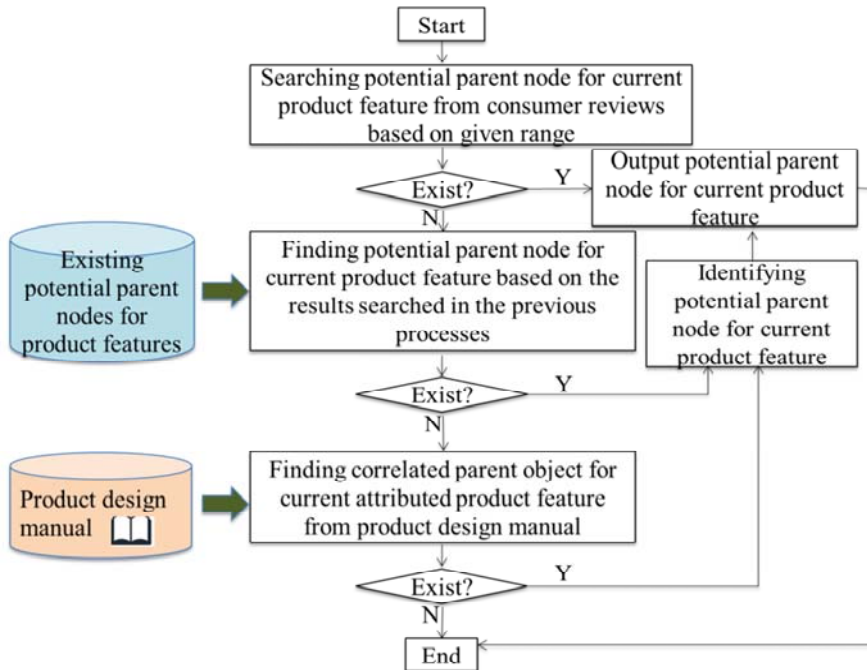 Start
Searching potential parent node for current
product feature from consumer reviews
based on given range
Exist?
Y
N
Output potential parent
node for current product
feature
Existing
potential parent
nodes for
product features
Finding potential parent node for
current product feature based on the
results searched in the previous
processes
Identifying
potential parent
node for current
product feature
Exist?
Y
N
Product design
manual
Finding correlated parent object for
current attributed product feature
from product design manual
Exist?
Y
N
End